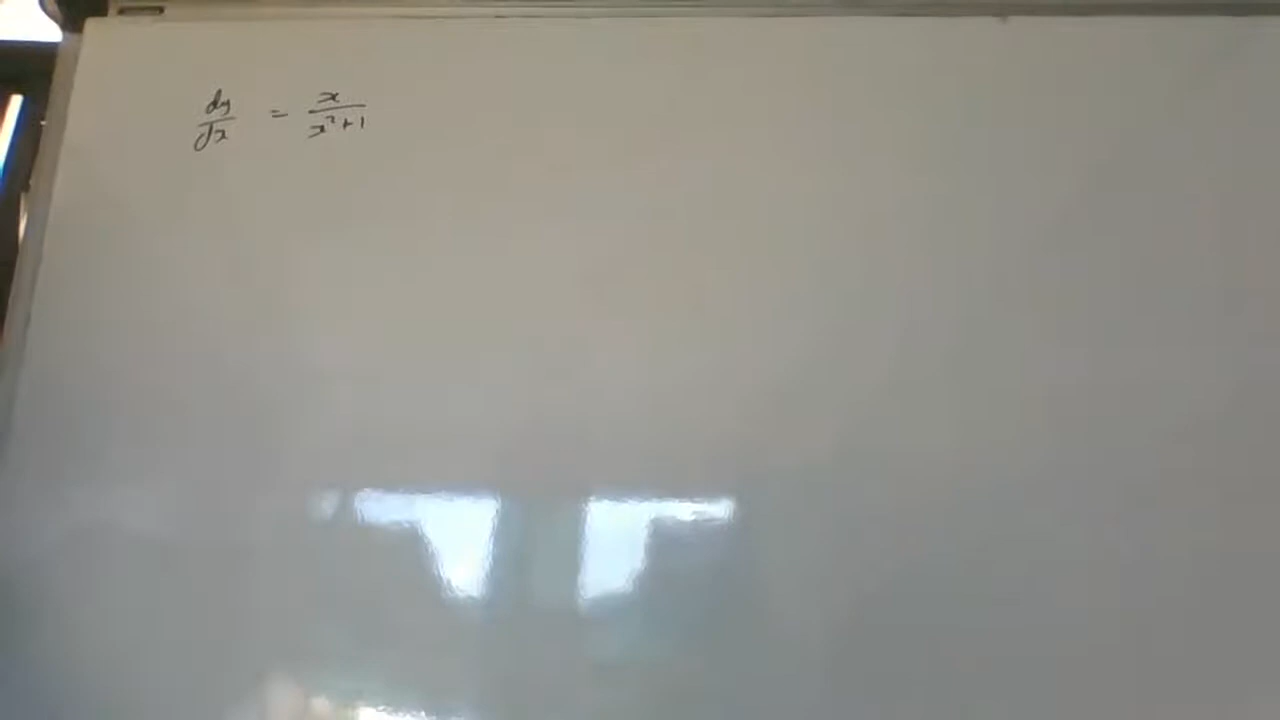 dy/dx = x/(x²+1)